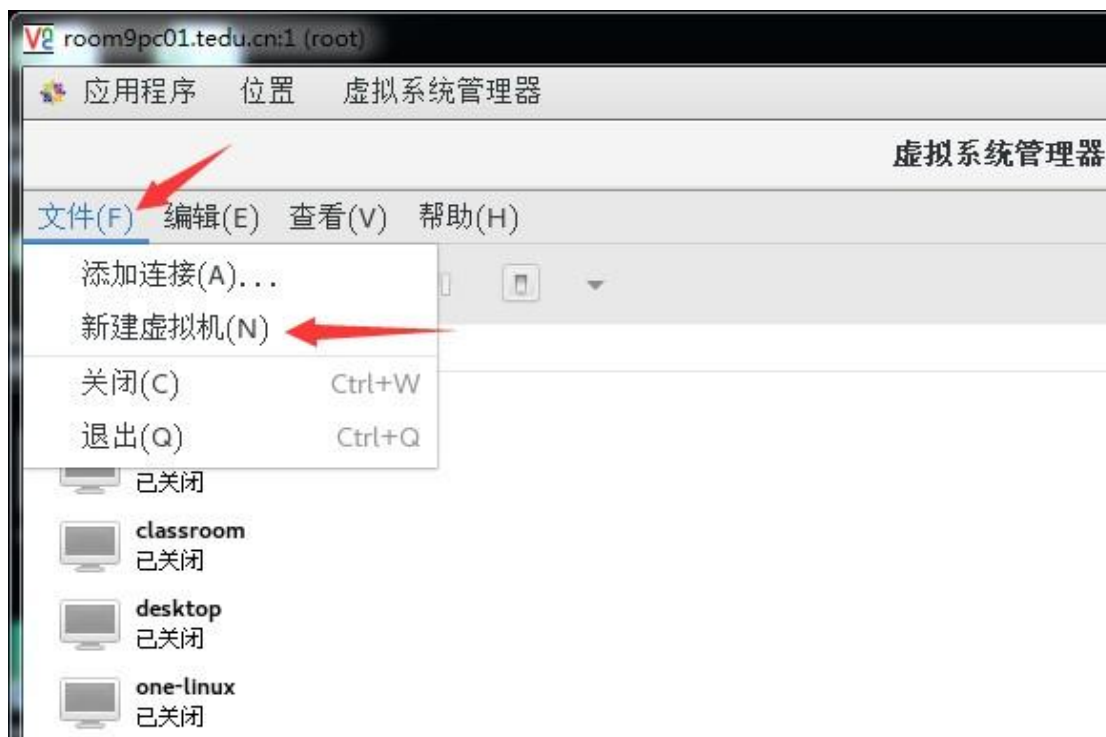 V2 room9pc01.tedu.cn:1 (root)
应用程序 位置 虚拟系统管理器
虚拟系统管理器
文件(F) 编辑(E) 查看(V) 帮助(H)
添加连接(A)...
新建虚拟机(N)
关闭(C) Ctrl+W
退出(Q) Ctrl+Q
已关闭
classroom
已关闭
desktop
已关闭
one-linux
已关闭